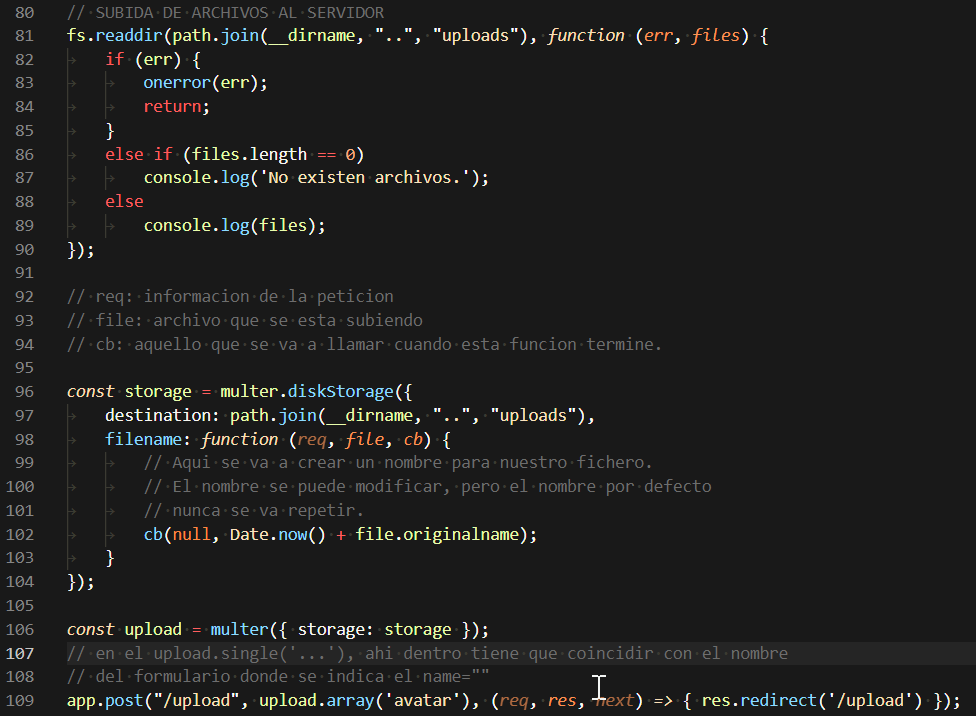 80 // SUBIDA DE ARCHIVOS AL SERVIDOR
81 fs.readdir(path.join(__dirname, "..", "uploads"), function (err, files) {
82 if (err) {
83 onerror(err);
84 return;
85 }
86 else if (files.length == 0)
87 console.log('No existen archivos.');
88 else
89 console.log(files);
90 });
91
92 // req: informacion de la peticion
93 // file: archivo que se esta subiendo
94 // cb: aquello que se va a llamar cuando esta funcion termine.
95
96 const storage = multer.diskStorage({
97 destination: path.join(__dirname, "..", "uploads"),
98 filename: function (req, file, cb) {
99 // Aqui se va a crear un nombre para nuestro fichero.
100 // El nombre se puede modificar, pero el nombre por defecto
101 // nunca se va repetir.
102 cb(null, Date.now() + file.originalname);
103 }
104 });
105
106 const upload = multer({ storage: storage });
107 // en el upload.single('...'), ahi dentro tiene que coincidir con el nombre
108 // del formulario donde se indica el name=""
109 app.post("/upload", upload.array('avatar'), (req, res, next) => { res.redirect('/upload') });